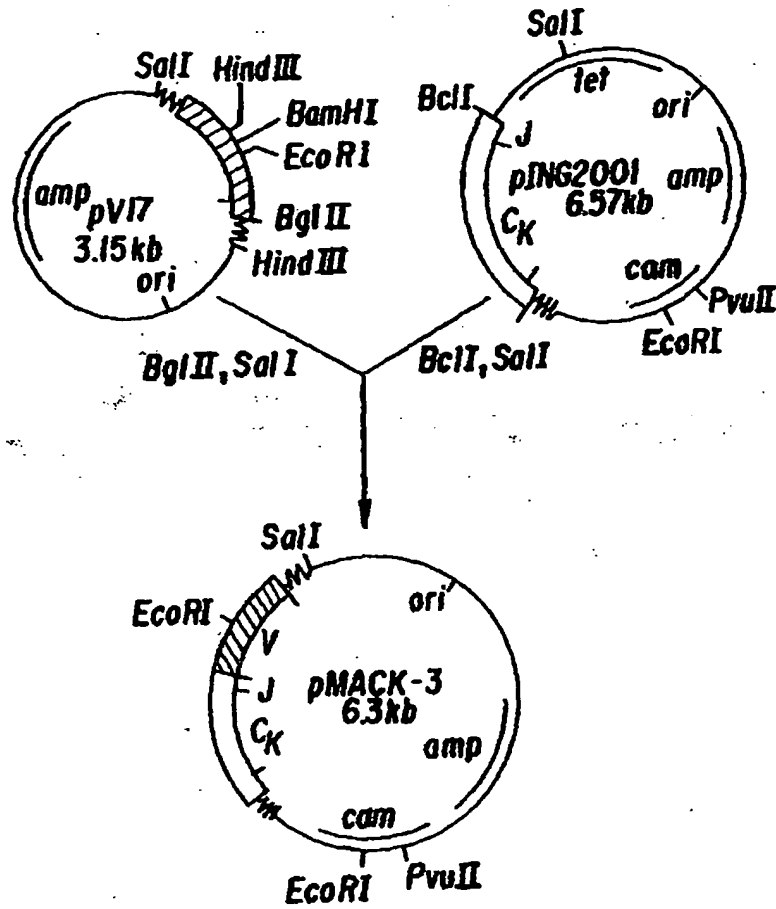 SalI
HindIII
BamHI
EcoRI
amp
pV17
3.15kb
BglII
HindIII
ori
SalI
tet
BclI
ori
J
pING2001
6.57kb
amp
CK
cam
PvuII
EcoRI
BglII, SalI
BclI, SalI
SalI
ori
EcoRI
V
J
pMACK-3
6.3kb
CK
amp
cam
EcoRI
PvuII